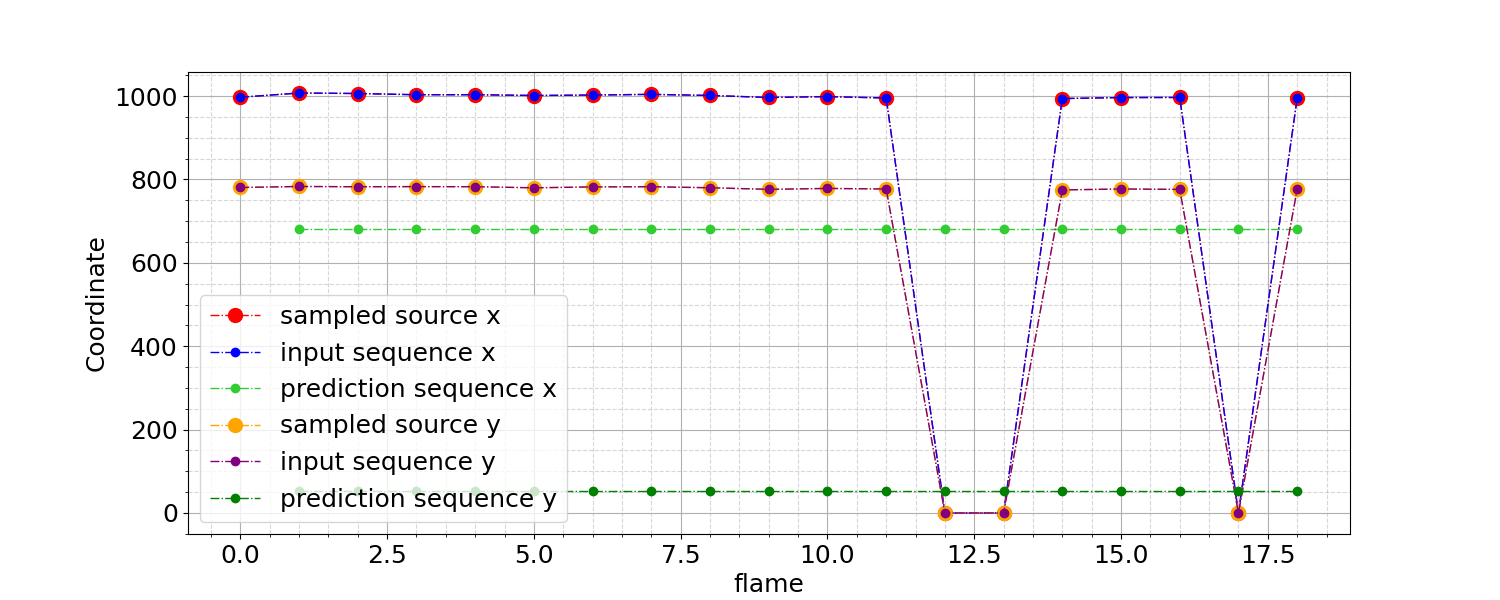 1000
800
600
400
200
0
Coordinate
sampled source x
input sequence x
prediction sequence x
sampled source y
input sequence y
prediction sequence y
0.0 2.5 5.0 7.5 10.0 12.5 15.0 17.5
flame